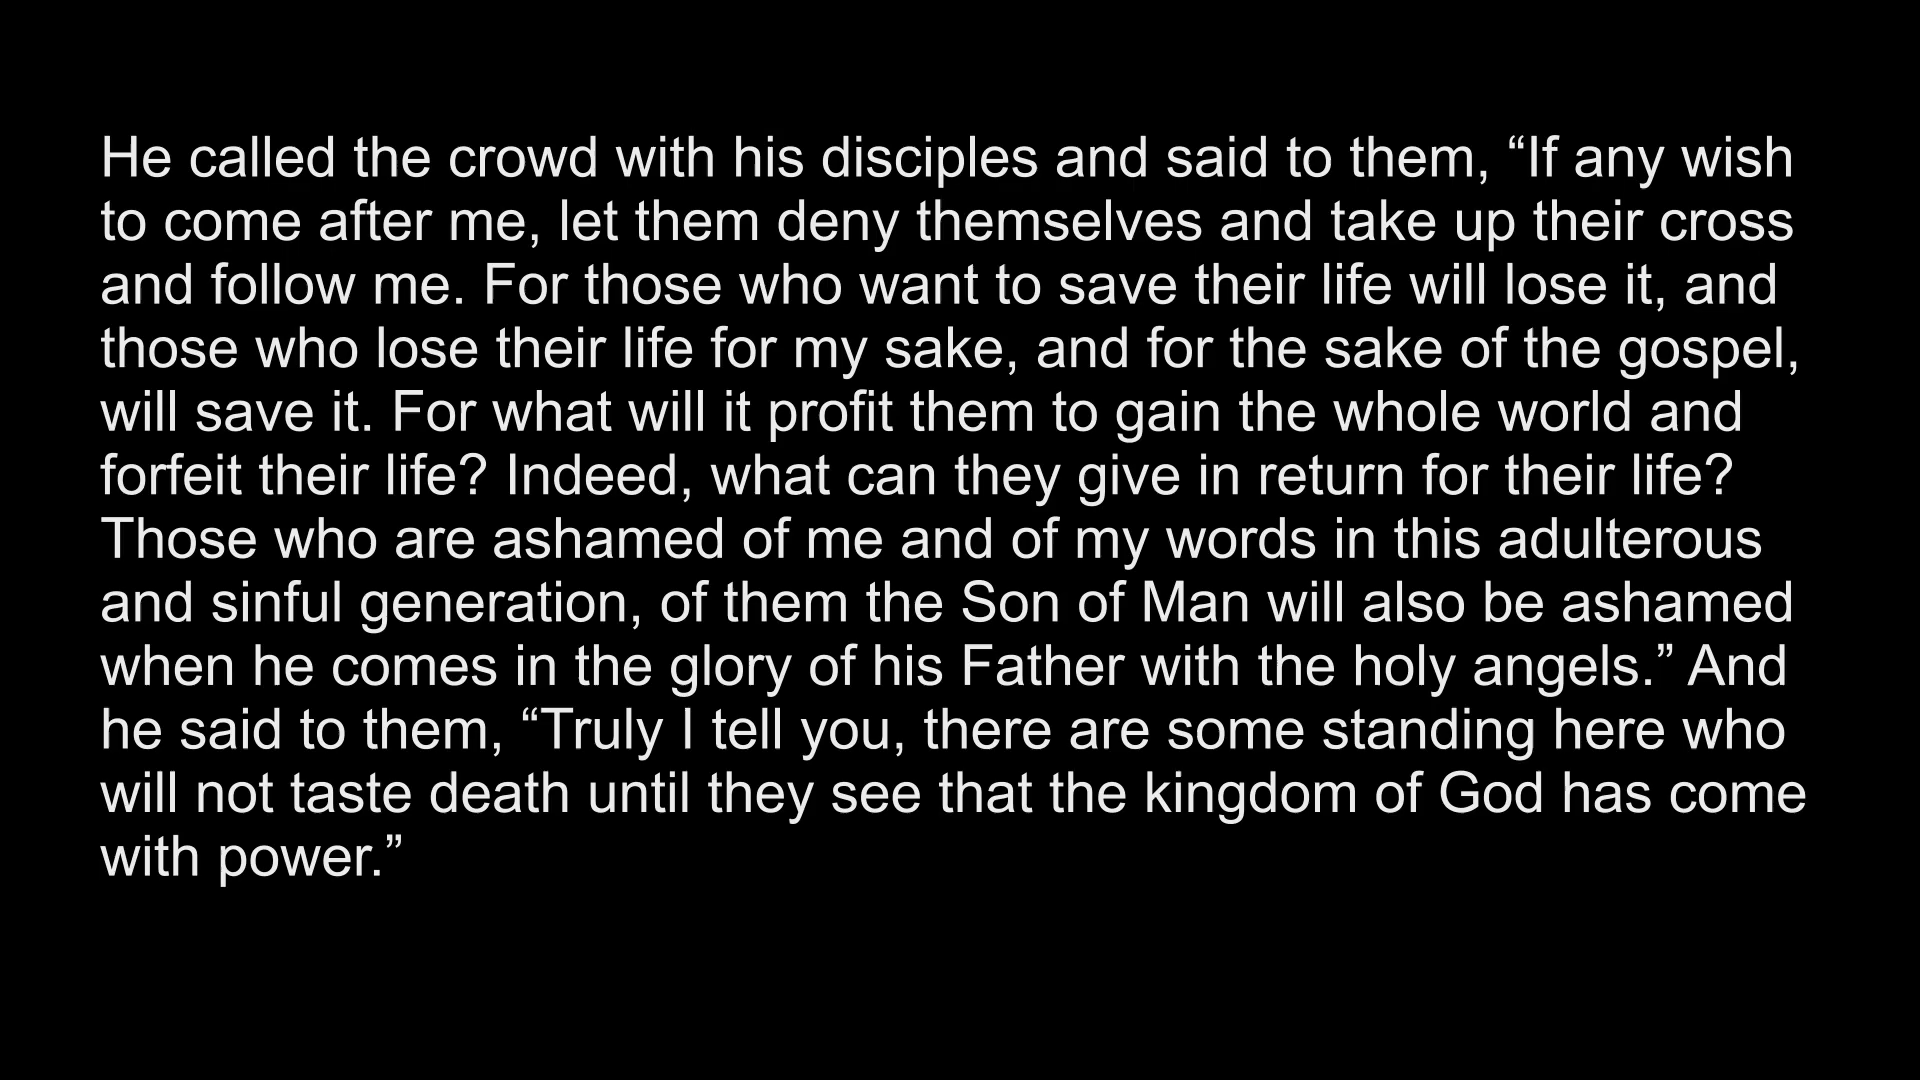 He called the crowd with his disciples and said to them, “If any wish
to come after me, let them deny themselves and take up their cross
and follow me. For those who want to save their life will lose it, and
those who lose their life for my sake, and for the sake of the gospel,
will save it. For what will it profit them to gain the whole world and
forfeit their life? Indeed, what can they give in return for their life?
Those who are ashamed of me and of my words in this adulterous
and sinful generation, of them the Son of Man will also be ashamed
when he comes in the glory of his Father with the holy angels.” And
he said to them, “Truly I tell you, there are some standing here who
will not taste death until they see that the kingdom of God has come
with power.”